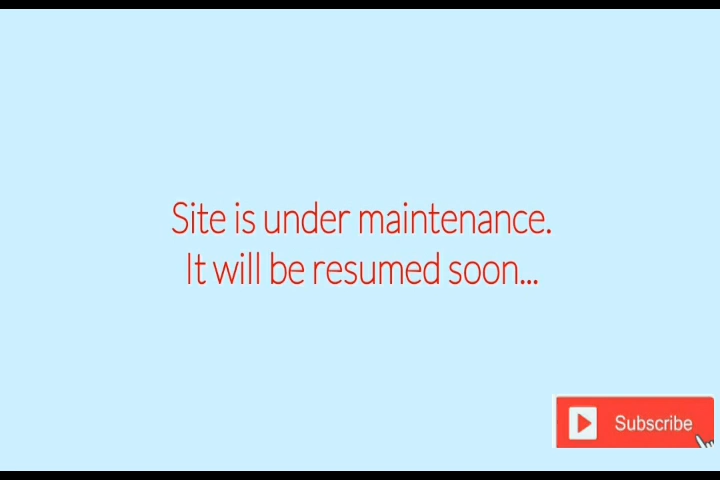 Site is under maintenance.
It will be resumed soon...
Subscribe